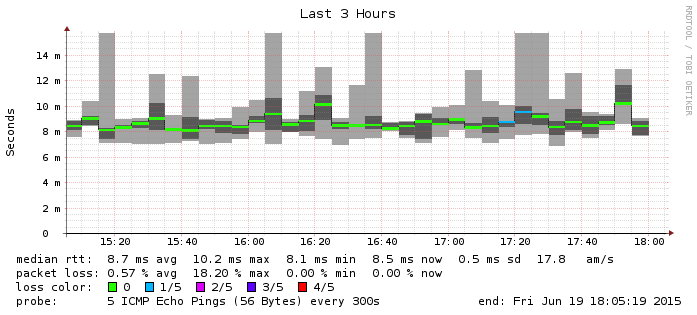 Last 3 Hours
RRDTOOL / TOBI OETIKER
Seconds
14 m
12 m
10 m
8 m
6 m
4 m
2 m
0
15:20 15:40 16:00 16:20 16:40 17:00 17:20 17:40 18:00
median rtt: 8.7 ms avg 10.2 ms max 8.1 ms min 8.5 ms now 0.5 ms sd 17.8 am/s
packet loss: 0.57 % avg 18.20 % max 0.00 % min 0.00 % now
loss color: 0 1/5 2/5 3/5 4/5
probe: 5 ICMP Echo Pings (56 Bytes) every 300s end: Fri Jun 19 18:05:19 2015